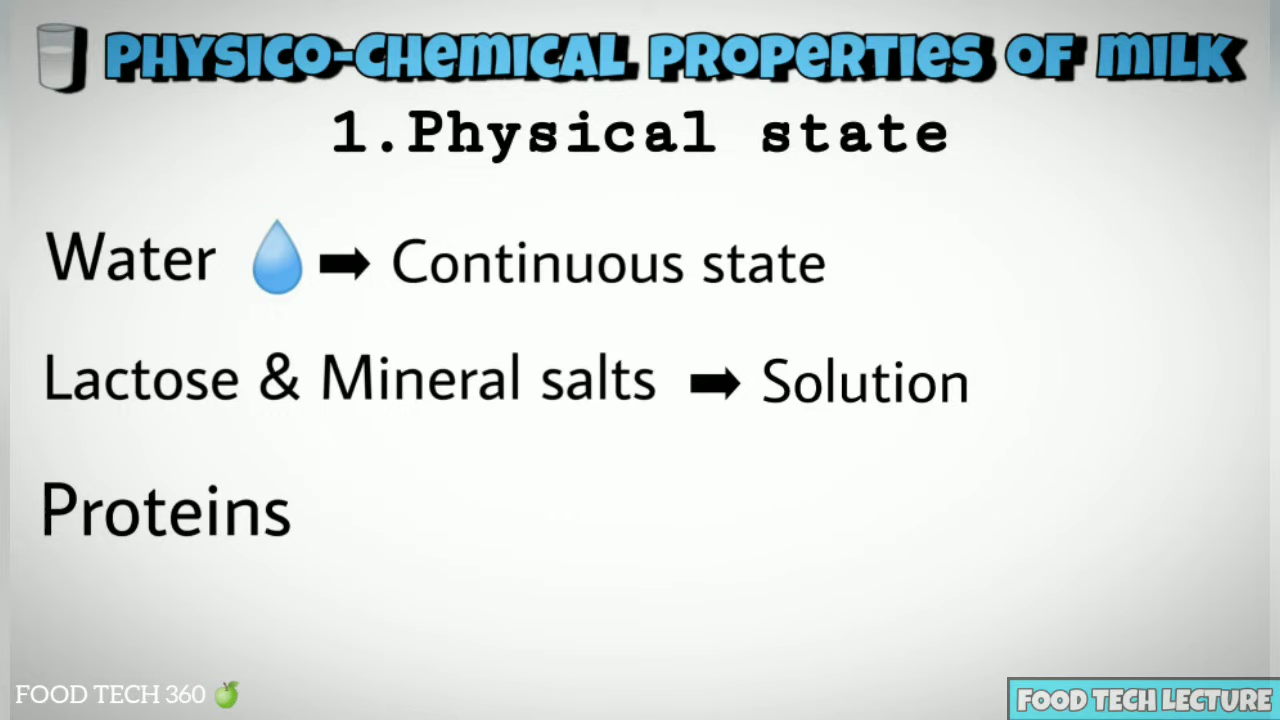 PHYSICO-CHEMICAL PROPERTIES OF MILK
1.Physical state
Water 💧 ➡ Continuous state
Lactose & Mineral salts ➡ Solution
Proteins
FOOD TECH 360 🍏
FOOD TECH LECTURE